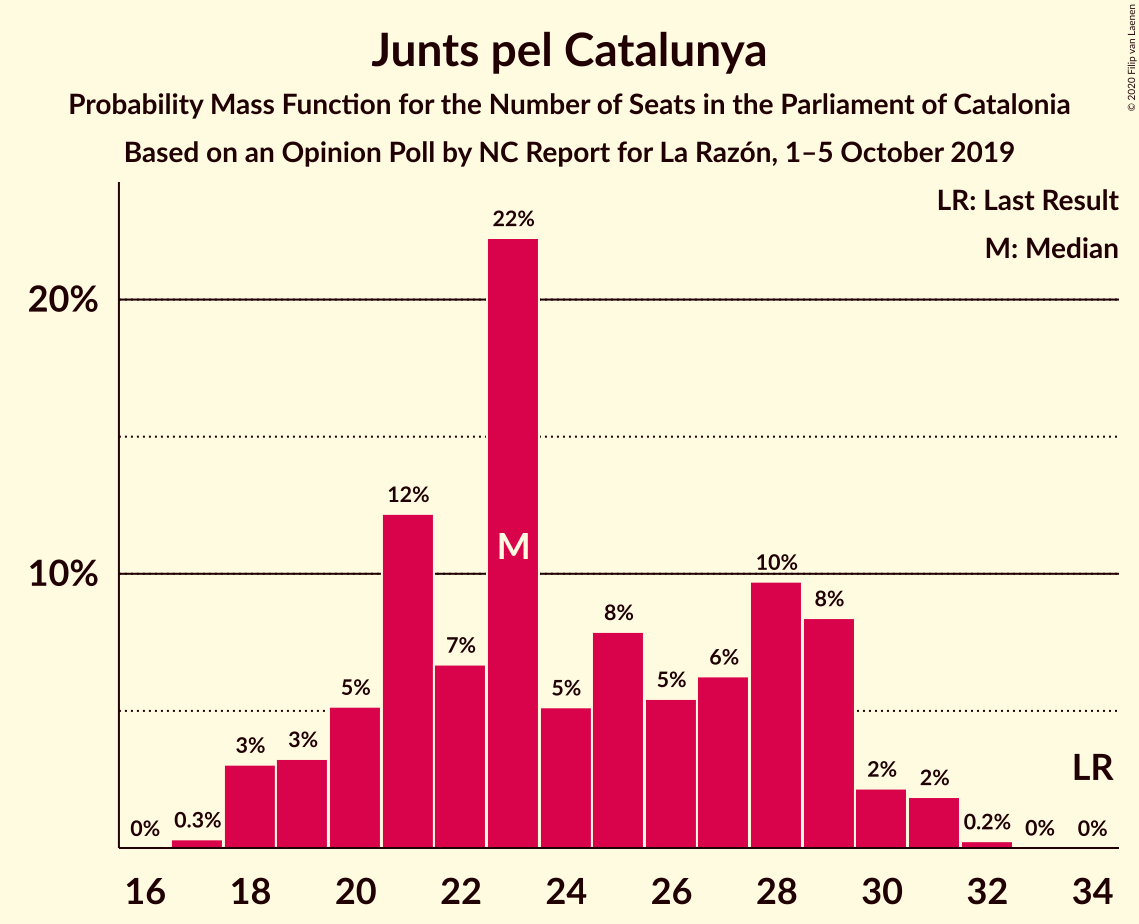 Junts pel Catalunya
Probability Mass Function for the Number of Seats in the Parliament of Catalonia
Based on an Opinion Poll by NC Report for La Razón, 1–5 October 2019
© 2020 Filip van Laenen
LR: Last Result
M: Median
20%
10%
0%
0.3%
3%
3%
5%
12%
7%
22%
M
5%
8%
5%
6%
10%
8%
2%
2%
0.2%
0%
LR
0%
16 18 20 22 24 26 28 30 32 34